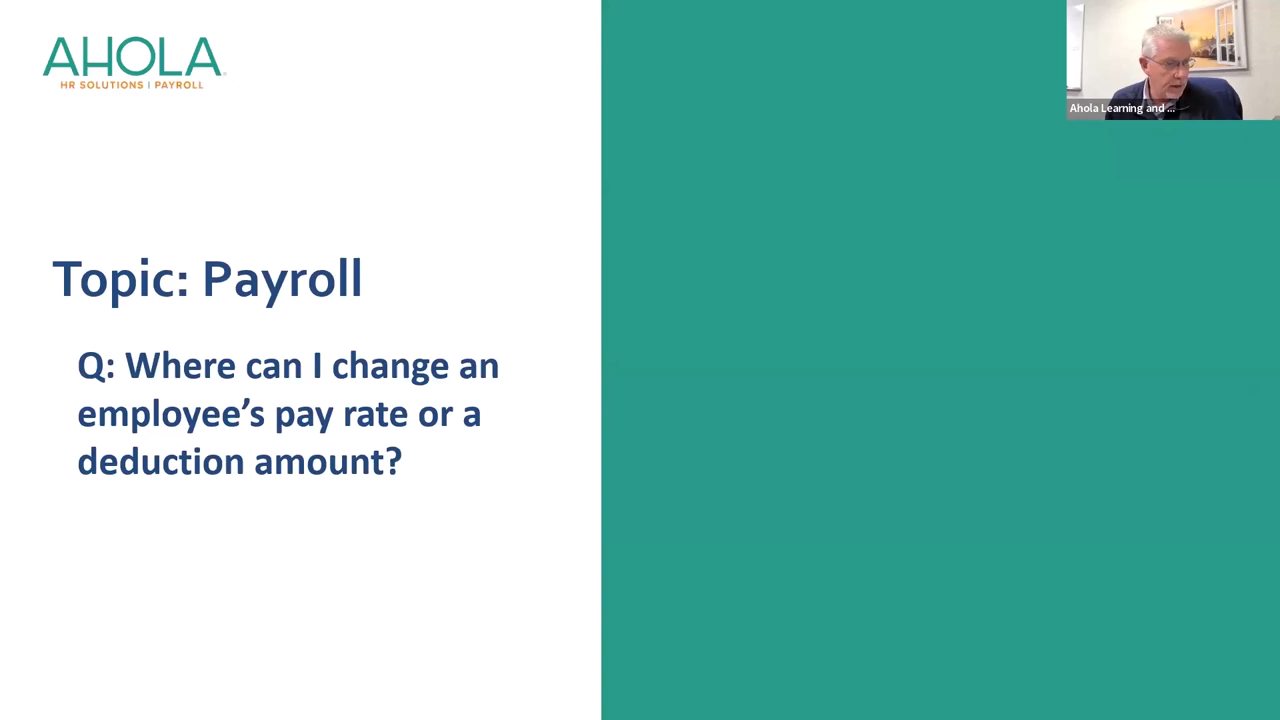 AHOLA
HR SOLUTIONS | PAYROLL
Ahola Learning and ...
Topic: Payroll
Q: Where can I change an
employee’s pay rate or a
deduction amount?